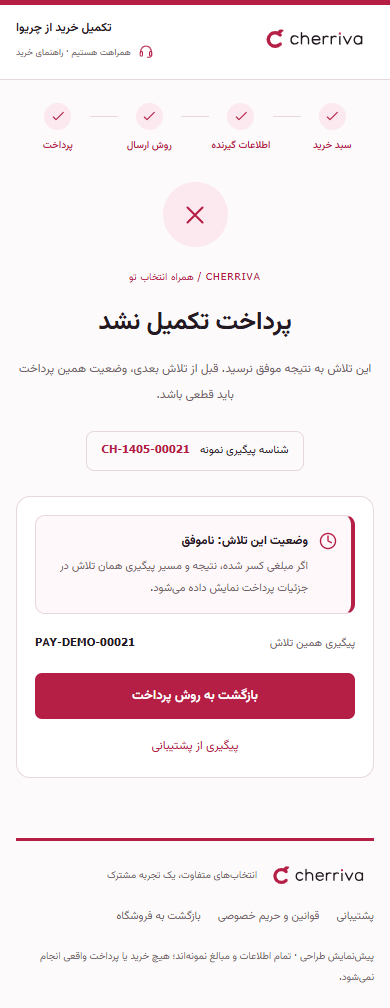 cherriva
تکمیل خرید از چریوا
همراهت هستیم · راهنمای خرید
سبد خرید
اطلاعات گیرنده
روش ارسال
پرداخت
CHERRIVA / همراه انتخاب تو
پرداخت تکمیل نشد
این تلاش به نتیجه موفق نرسید. قبل از تلاش بعدی، وضعیت همین پرداخت
باید قطعی باشد.
شناسه پیگیری نمونه CH-1405-00021
وضعیت این تلاش: ناموفق
اگر مبلغی کسر شده، نتیجه و مسیر پیگیری همان تلاش در
جزئیات پرداخت نمایش داده می‌شود.
پیگیری همین تلاش PAY-DEMO-00021
بازگشت به روش پرداخت
پیگیری از پشتیبانی
cherriva انتخاب‌های متفاوت، یک تجربه مشترک
پشتیبانی قوانین و حریم خصوصی بازگشت به فروشگاه
پیش‌نمایش طراحی · تمام اطلاعات و مبالغ نمونه‌اند؛ هیچ خرید یا پرداخت واقعی انجام
نمی‌شود.